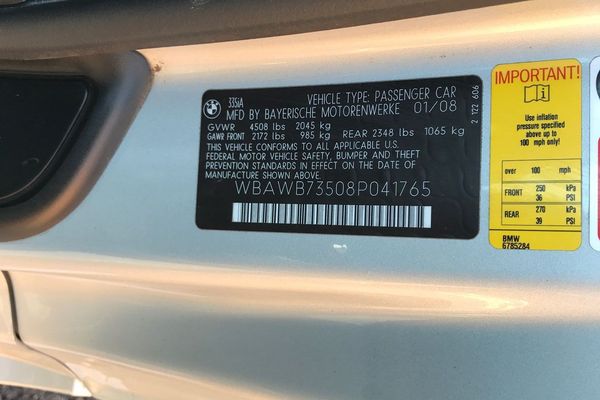 335iA VEHICLE TYPE: PASSENGER CAR
MFD BY BAYERISCHE MOTORENWERKE 01/08
GVWR 4508 lbs 2045 kg
GAWR FRONT 2172 lbs 985 kg REAR 2348 lbs 1065 kg
THIS VEHICLE CONFORMS TO ALL APPLICABLE U.S.
FEDERAL MOTOR VEHICLE SAFETY, BUMPER AND THEFT
PREVENTION STANDARDS IN EFFECT ON THE DATE OF
MANUFACTURE SHOWN ABOVE.
WBAWB73508P041765
2 122 606
IMPORTANT!
Use inflation
pressure specified
above up to
100 mph only!
over 100 mph
FRONT 250 kPa
36 PSI
REAR 270 kPa
39 PSI
BMW
6785284